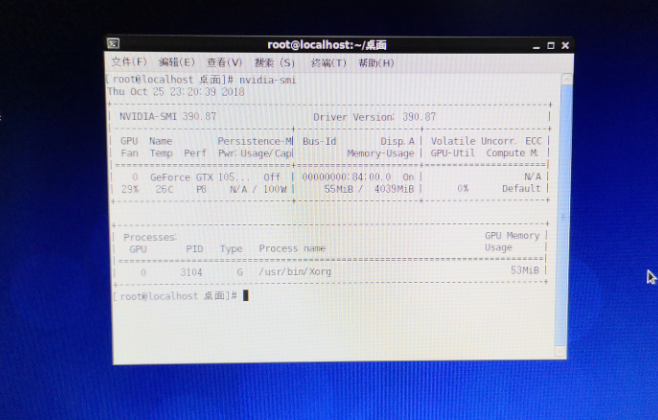 root@localhost:~/桌面
文件(F) 编辑(E) 查看(V) 搜索 (S) 终端(T) 帮助(H)
[root@localhost 桌面]# nvidia-smi
Thu Oct 25 23:20:39 2018
NVIDIA-SMI 390.87 Driver Version: 390.87
GPU Name Persistence-M| Bus-Id Disp.A | Volatile Uncorr. ECC
Fan Temp Perf Pwr:Usage/Cap| Memory-Usage | GPU-Util Compute M.
0 GeForce GTX 105... Off | 00000000:84:00.0 On | N/A
29% 26C P8 N/A / 100W | 55MiB / 4039MiB | 0% Default
Processes: GPU Memory
GPU PID Type Process name Usage
0 3104 G /usr/bin/Xorg 53MiB
[root@localhost 桌面]#